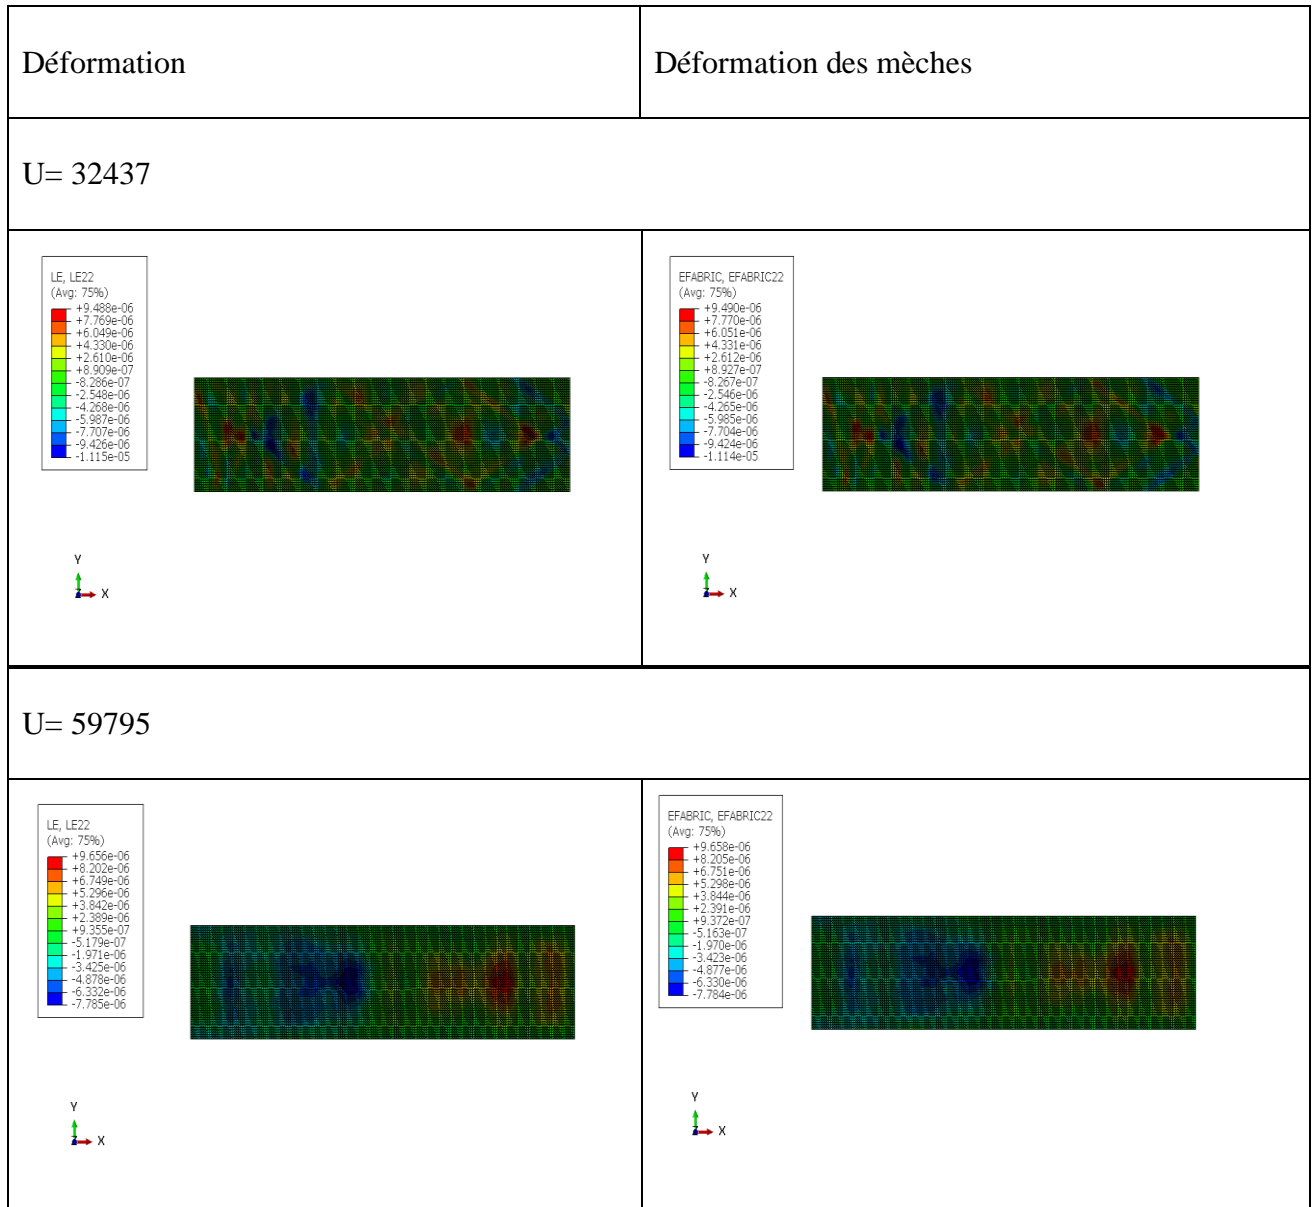 Déformation
Déformation des mèches
U= 32437
LE, LE22
(Avg: 75%)
+9.488e-06
+7.769e-06
+6.049e-06
+4.330e-06
+2.610e-06
+8.909e-07
-8.286e-07
-2.548e-06
-4.268e-06
-5.987e-06
-7.707e-06
-9.426e-06
-1.115e-05
Y
Z X
EFABRIC, EFABRIC22
(Avg: 75%)
+9.490e-06
+7.770e-06
+6.051e-06
+4.331e-06
+2.612e-06
+8.927e-07
-8.267e-07
-2.546e-06
-4.265e-06
-5.985e-06
-7.704e-06
-9.424e-06
-1.114e-05
Y
Z X
U= 59795
LE, LE22
(Avg: 75%)
+9.656e-06
+8.202e-06
+6.749e-06
+5.296e-06
+3.842e-06
+2.389e-06
+9.355e-07
-5.179e-07
-1.971e-06
-3.425e-06
-4.878e-06
-6.332e-06
-7.785e-06
Y
Z X
EFABRIC, EFABRIC22
(Avg: 75%)
+9.658e-06
+8.205e-06
+6.751e-06
+5.298e-06
+3.844e-06
+2.391e-06
+9.372e-07
-5.163e-07
-1.970e-06
-3.423e-06
-4.877e-06
-6.330e-06
-7.784e-06
Y
Z X